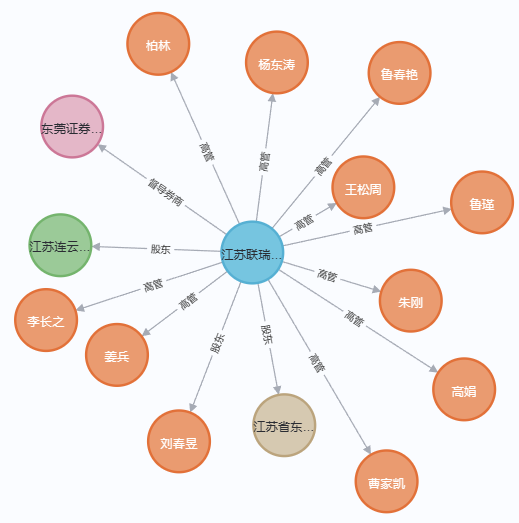 柏林
杨东涛
鲁春艳
高管
高管
东莞证券…
高管
督导券商
王松周
鲁瑾
高管
高管
江苏连云…
股东
江苏联瑞…
高管
高管
高管
朱刚
李长之
高管
股东
股东
姜兵
高管
高娟
刘春昱
江苏省东…
曹家凯